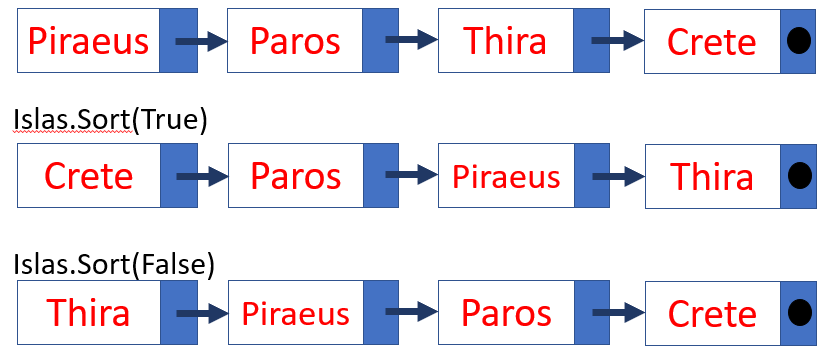 Piraeus Paros Thira Crete
Islas.Sort(True)
Crete Paros Piraeus Thira
Islas.Sort(False)
Thira Piraeus Paros Crete